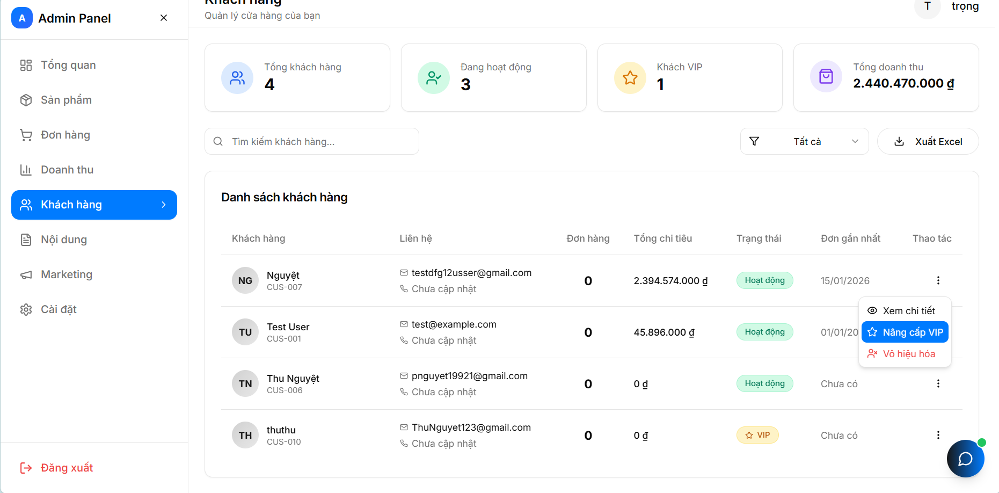 A Admin Panel
Tổng quan
Sản phẩm
Đơn hàng
Doanh thu
Khách hàng
Nội dung
Marketing
Cài đặt
Đăng xuất
Khách hàng
Quản lý cửa hàng của bạn
T trọng
Tổng khách hàng
4
Đang hoạt động
3
Khách VIP
1
Tổng doanh thu
2.440.470.000 ₫
Tìm kiếm khách hàng...
Tất cả
Xuất Excel
Danh sách khách hàng
Khách hàng Liên hệ Đơn hàng Tổng chi tiêu Trạng thái Đơn gần nhất Thao tác
NG Nguyệt
CUS-007
testdfg12usser@gmail.com
Chưa cập nhật
0 2.394.574.000 ₫ Hoạt động 15/01/2026
Xem chi tiết
Nâng cấp VIP
Vô hiệu hóa
TU Test User
CUS-001
test@example.com
Chưa cập nhật
0 45.896.000 ₫ Hoạt động 01/01/20
TN Thu Nguyệt
CUS-006
pnguyet19921@gmail.com
Chưa cập nhật
0 0 ₫ Hoạt động Chưa có
TH thuthu
CUS-010
ThuNguyet123@gmail.com
Chưa cập nhật
0 0 ₫ VIP Chưa có